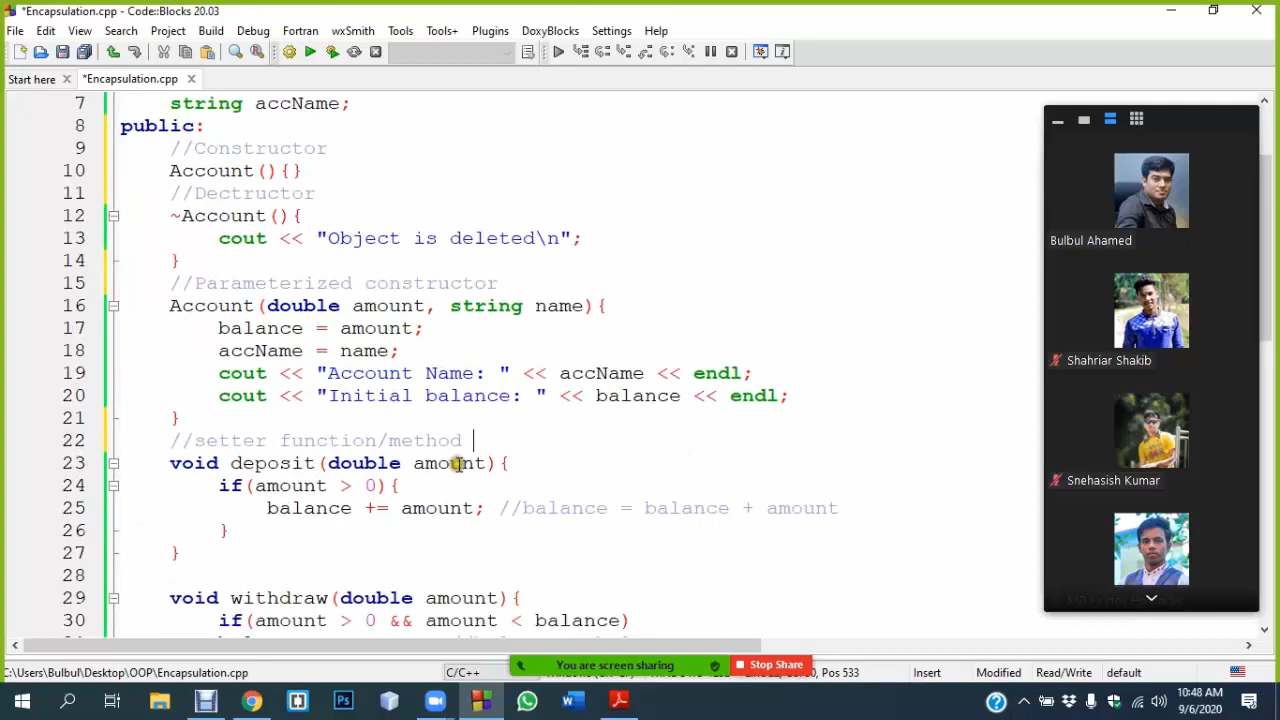 *Encapsulation.cpp - Code::Blocks 20.03
File Edit View Search Project Build Debug Fortran wxSmith Tools Tools+ Plugins DoxyBlocks Settings Help
Start here *Encapsulation.cpp
7 string accName;
8 public:
9 //Constructor
10 Account(){}
11 //Dectructor
12 ~Account(){
13 cout << "Object is deleted\n";
14 }
15 //Parameterized constructor
16 Account(double amount, string name){
17 balance = amount;
18 accName = name;
19 cout << "Account Name: " << accName << endl;
20 cout << "Initial balance: " << balance << endl;
21 }
22 //setter function/method
23 void deposit(double amount){
24 if(amount > 0){
25 balance += amount; //balance = balance + amount
26 }
27 }
28
29 void withdraw(double amount){
30 if(amount > 0 && amount < balance)
Bulbul Ahamed
Shahriar Shakib
Snehasish Kumar
C:\Users\Bulbul\Desktop\OOP\Encapsulation.cpp C/C++ Pos 533 Insert Modified Read/Write default
You are screen sharing Stop Share
10:48 AM
9/6/2020